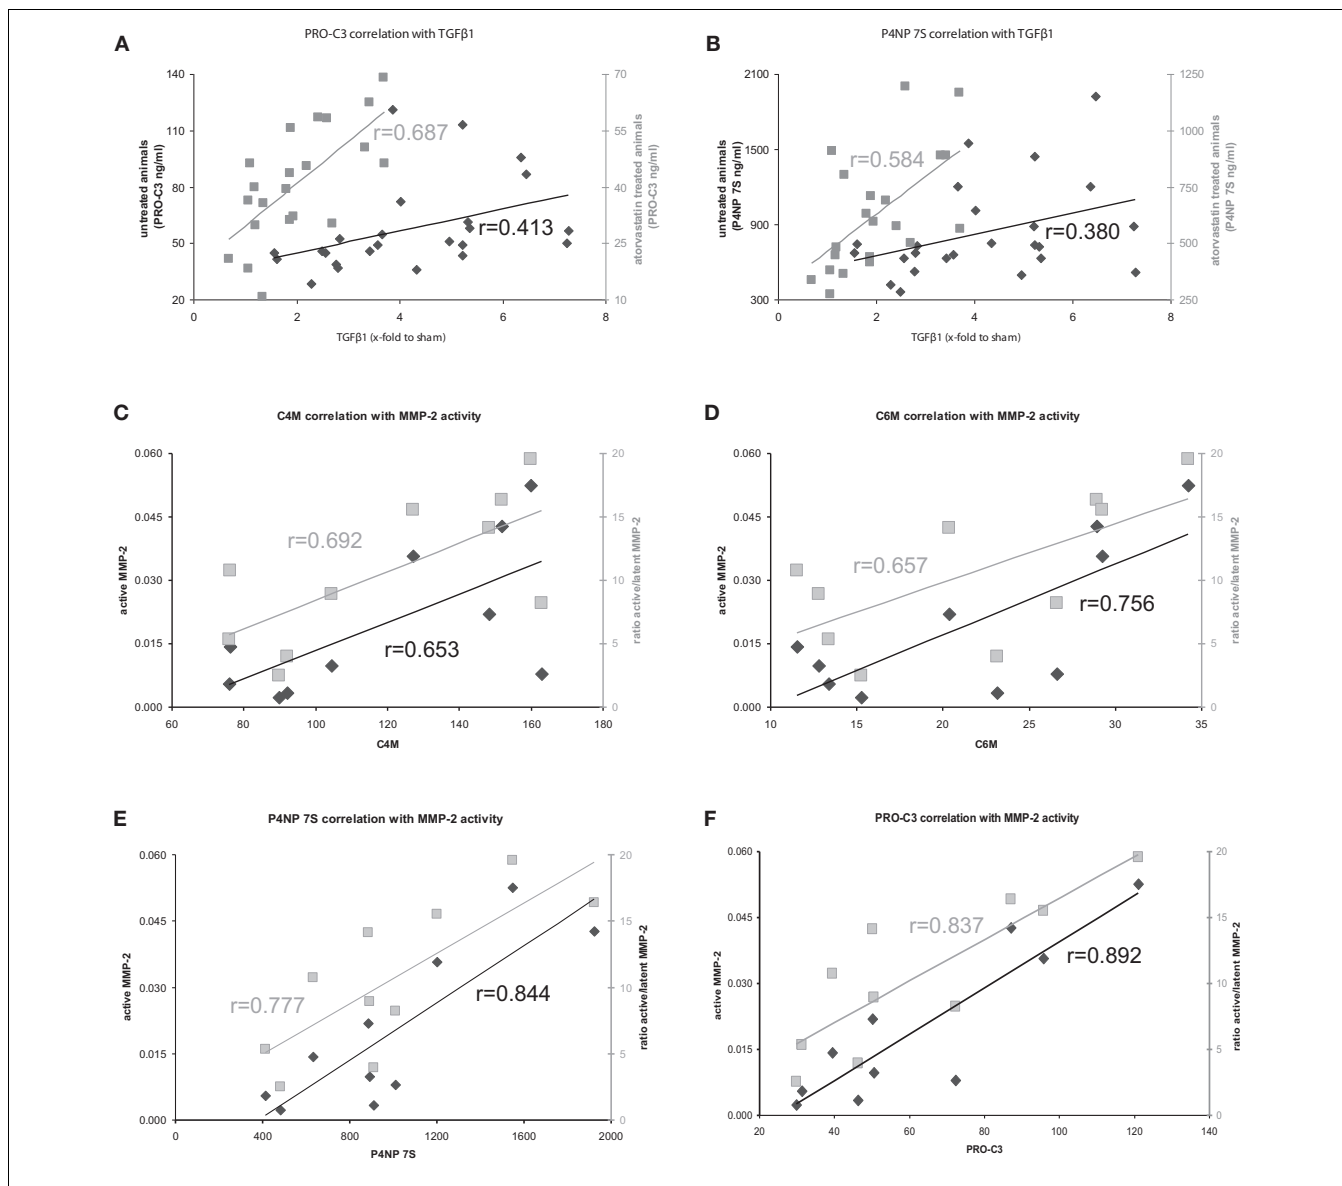 A
PRO-C3 correlation with TGFβ1
140
110
80
50
20
untreated animals
(PRO-C3 ng/ml)
70
55
40
25
10
atorvastatin treated animals
(PRO-C3 ng/ml)
r=0.687
r=0.413
0 2 4 6 8
TGFβ1 (x-fold to sham)
B
P4NP 7S correlation with TGFβ1
2100
1500
900
300
untreated animals
(P4NP 7S ng/ml)
1250
1000
750
500
250
atorvastatin treated animals
(P4NP 7S ng/ml)
r=0.584
r=0.380
0 2 4 6 8
TGFβ1 (x-fold to sham)
C
C4M correlation with MMP-2 activity
0.060
0.045
0.030
0.015
0.000
active MMP-2
20
15
10
5
0
ratio active/latent MMP-2
r=0.692
r=0.653
60 80 100 120 140 160 180
C4M
D
C6M correlation with MMP-2 activity
0.060
0.045
0.030
0.015
0.000
active MMP-2
20
15
10
5
0
ratio active/latent MMP-2
r=0.657
r=0.756
10 15 20 25 30 35
C6M
E
P4NP 7S correlation with MMP-2 activity
0.060
0.045
0.030
0.015
0.000
active MMP-2
20
15
10
5
0
ratio active/latent MMP-2
r=0.777
r=0.844
0 400 800 1200 1600 2000
P4NP 7S
F
PRO-C3 correlation with MMP-2 activity
0.060
0.045
0.030
0.015
0.000
active MMP-2
20
15
10
5
0
ratio active/latent MMP-2
r=0.837
r=0.892
20 40 60 80 100 120 140
PRO-C3